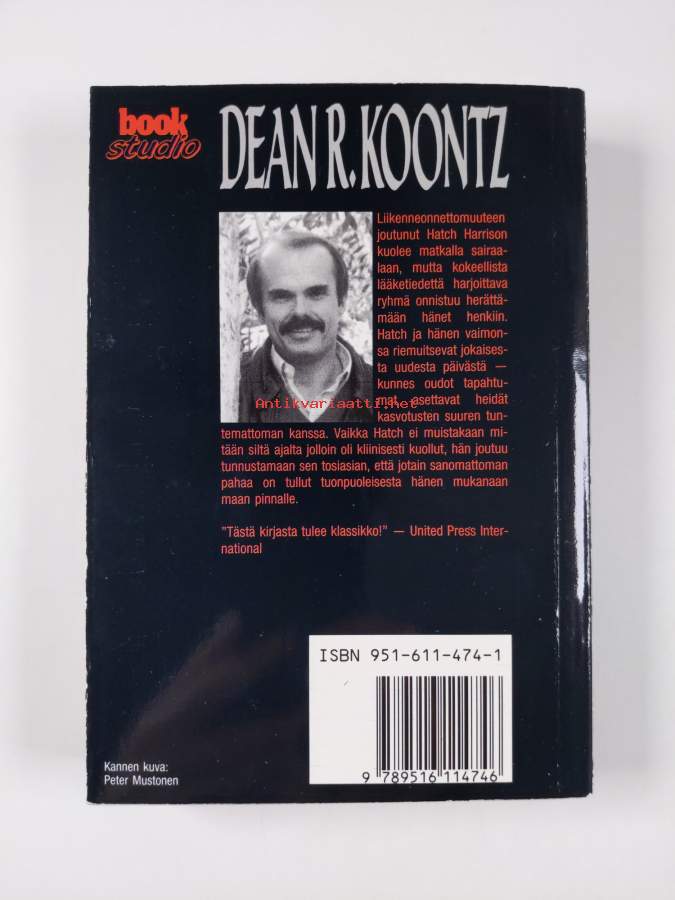 book
studio
DEAN R. KOONTZ
Liikenneonnettomuuteen
joutunut Hatch Harrison
kuolee matkalla sairaa-
laan, mutta kokeellista
lääketiedettä harjoittava
ryhmä onnistuu herättä-
mään hänet henkiin.
Hatch ja hänen vaimon-
sa riemuitsevat jokaises-
ta uudesta päivästä —
kunnes oudot tapahtu-
mat asettavat heidät
Antikvariaatti.net
kasvotusten suuren tun-
temattoman kanssa. Vaikka Hatch ei muistakaan mi-
tään siltä ajalta jolloin oli kliinisesti kuollut, hän joutuu
tunnustamaan sen tosiasian, että jotain sanomattoman
pahaa on tullut tuonpuoleisesta hänen mukanaan
maan pinnalle.
"Tästä kirjasta tulee klassikko!" — United Press Inter-
national
ISBN 951-611-474-1
9 789516 114746
Kannen kuva:
Peter Mustonen